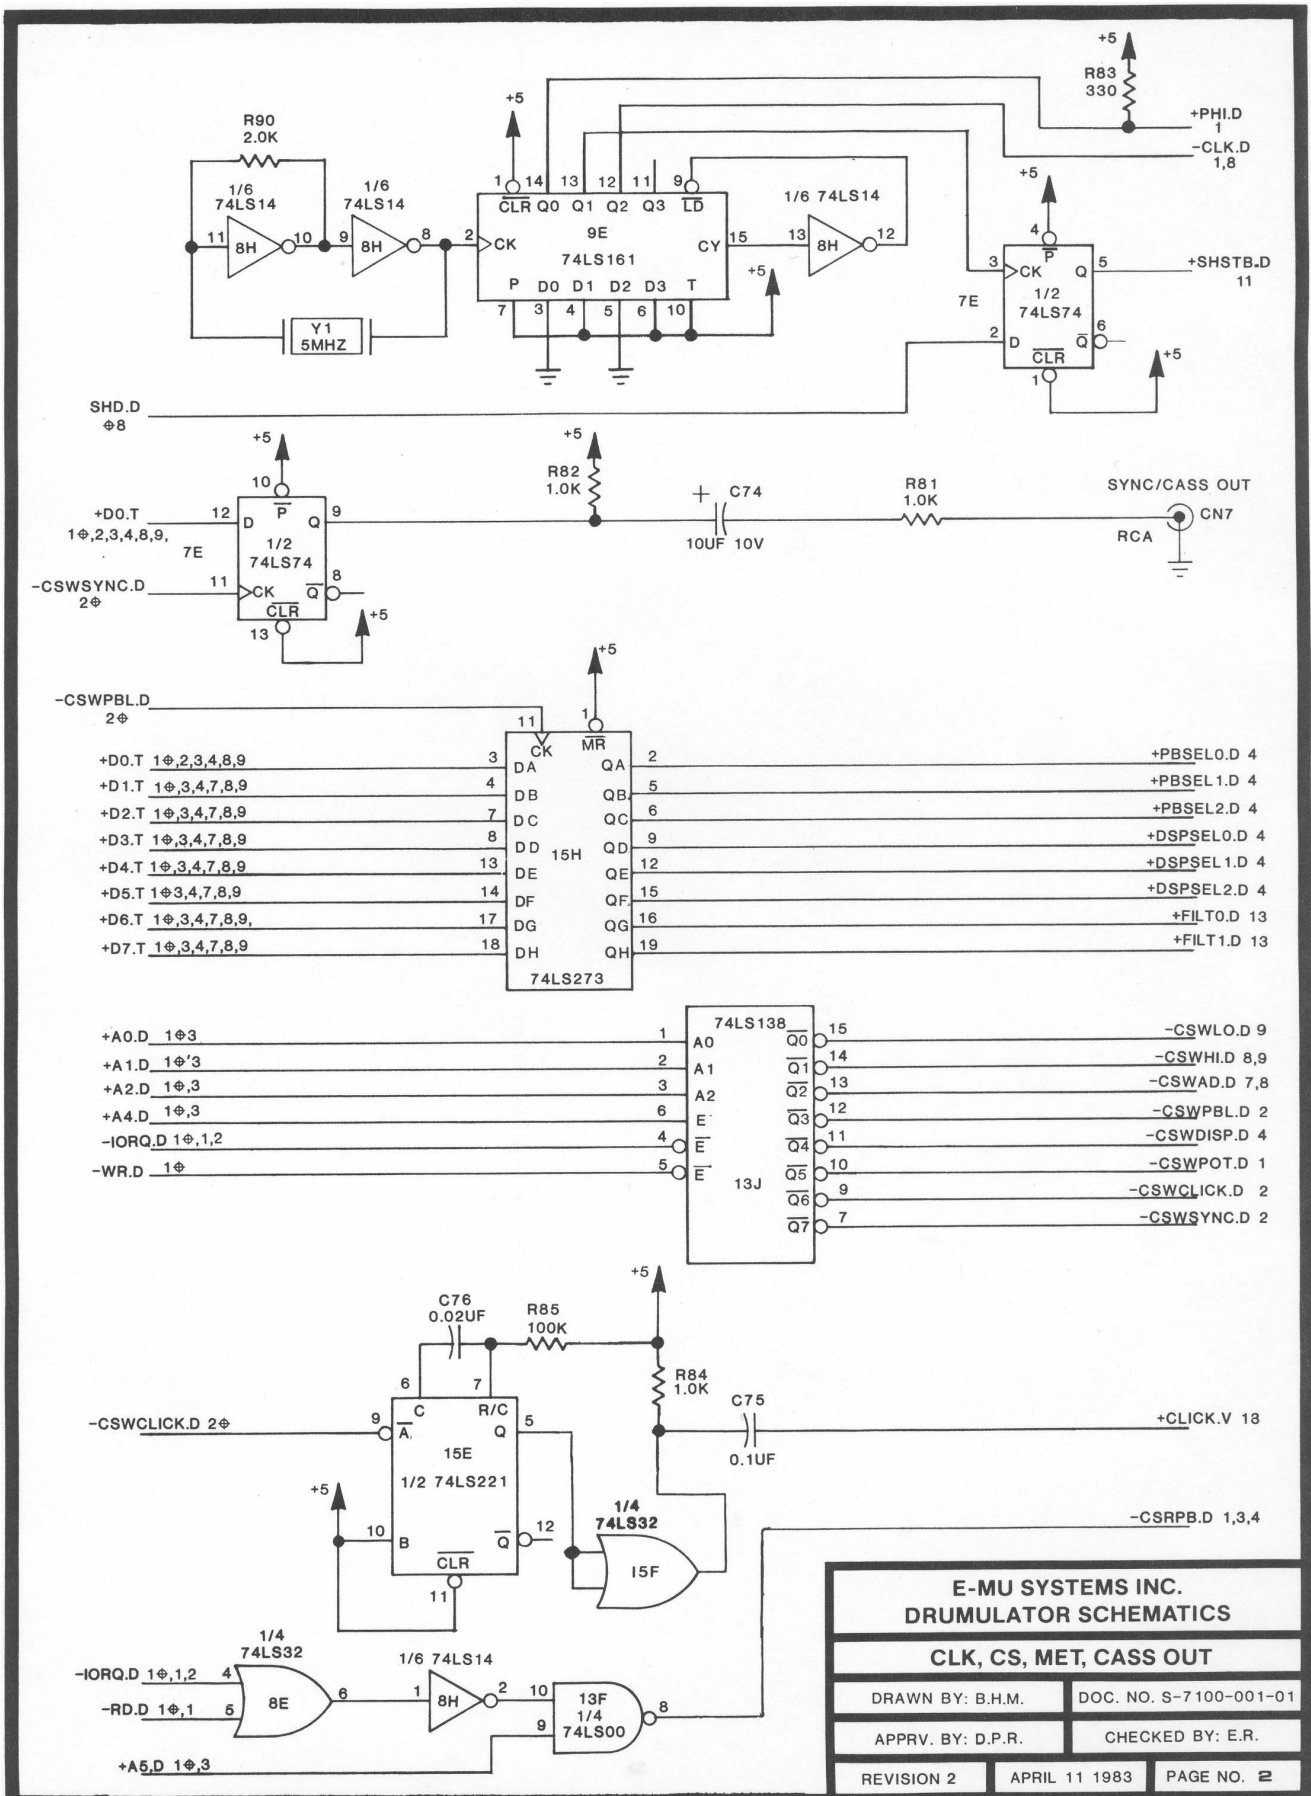 +5
R83
330
+PHI.D
1
-CLK.D
1,8
R90
2.0K
+5
1/6
74LS14
1/6
74LS14
11 8H 10
9 8H 8
1 14 13 12 11 9
CLR Q0 Q1 Q2 Q3 LD
9E
2 CK
74LS161
CY 15
P D0 D1 D2 D3 T
7 3 4 5 6 10
+5
1/6 74LS14
13 8H 12
Y1
5MHZ
+5
4
P
3 CK Q 5
+SHSTB.D
11
7E
1/2
74LS74
2 D Q 6
CLR
1
+5
SHD.D
⌽8
+5
10
P
+D0.T
1⌽,2,3,4,8,9,
12 D Q 9
7E
1/2
74LS74
-CSWSYNC.D
2⌽
11 CK Q 8
CLR
13
+5
+5
R82
1.0K
+ C74
10UF 10V
R81
1.0K
SYNC/CASS OUT
CN7
RCA
+5
-CSWPBL.D
2⌽
11 1
CK MR
+D0.T 1⌽,2,3,4,8,9 3 DA QA 2 +PBSEL0.D 4
+D1.T 1⌽,3,4,7,8,9 4 DB QB 5 +PBSEL1.D 4
+D2.T 1⌽,3,4,7,8,9 7 DC QC 6 +PBSEL2.D 4
+D3.T 1⌽,3,4,7,8,9 8 DD QD 9 +DSPSEL0.D 4
15H
+D4.T 1⌽,3,4,7,8,9 13 DE QE 12 +DSPSEL1.D 4
+D5.T 1⌽3,4,7,8,9 14 DF QF 15 +DSPSEL2.D 4
+D6.T 1⌽,3,4,7,8,9, 17 DG QG 16 +FILT0.D 13
+D7.T 1⌽,3,4,7,8,9 18 DH QH 19 +FILT1.D 13
74LS273
74LS138
+A0.D 1⌽3 1 A0 Q0 15 -CSWLO.D 9
+A1.D 1⌽'3 2 A1 Q1 14 -CSWHI.D 8,9
+A2.D 1⌽,3 3 A2 Q2 13 -CSWAD.D 7,8
+A4.D 1⌽,3 6 E Q3 12 -CSWPBL.D 2
-IORQ.D 1⌽,1,2 4 E Q4 11 -CSWDISP.D 4
-WR.D 1⌽ 5 E Q5 10 -CSWPOT.D 1
13J
Q6 9 -CSWCLICK.D 2
Q7 7 -CSWSYNC.D 2
+5
C76
0.02UF
R85
100K
R84
1.0K
6 7
C R/C
-CSWCLICK.D 2⌽
9 A Q 5
15E
1/2 74LS221
C75
0.1UF
+CLICK.V 13
+5
10 B Q 12
CLR
11
1/4
74LS32
15F
-CSRPB.D 1,3,4
1/4
74LS32
-IORQ.D 1⌽,1,2 4
8E 6
-RD.D 1⌽,1 5
1/6 74LS14
1 8H 2
10 13F 8
1/4
9 74LS00
+A5.D 1⌽,3
E-MU SYSTEMS INC.
DRUMULATOR SCHEMATICS
CLK, CS, MET, CASS OUT
DRAWN BY: B.H.M. DOC. NO. S-7100-001-01
APPRV. BY: D.P.R. CHECKED BY: E.R.
REVISION 2 APRIL 11 1983 PAGE NO. 2